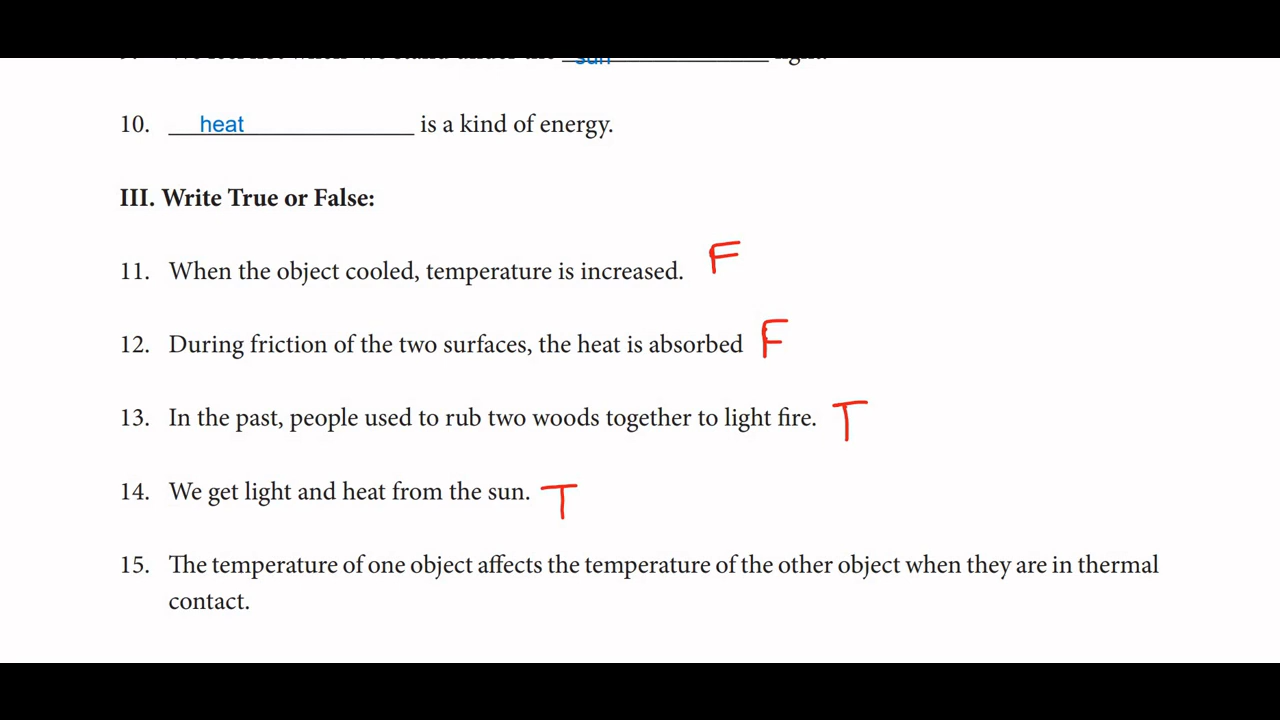 sun
10. heat is a kind of energy.
III. Write True or False:
11. When the object cooled, temperature is increased. F
12. During friction of the two surfaces, the heat is absorbed F
13. In the past, people used to rub two woods together to light fire. T
14. We get light and heat from the sun. T
15. The temperature of one object affects the temperature of the other object when they are in thermal
contact.